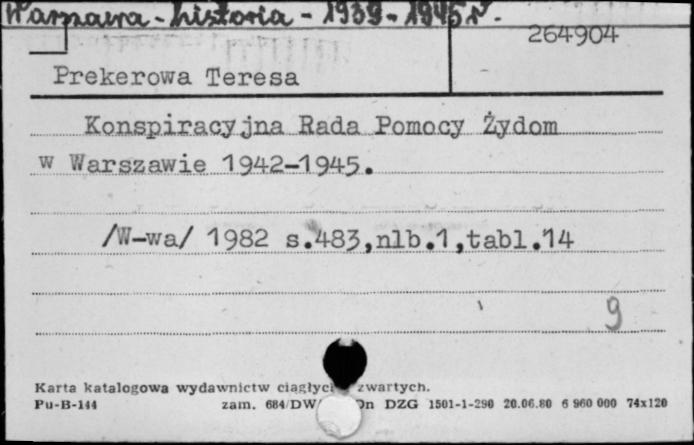 Warszawa - historia - 1939 - 1945 r.
264904
Prekerowa Teresa
Konspiracyjna Rada Pomocy Żydom
w Warszawie 1942-1945.
/W-wa/ 1982 s.483,nlb.1,tabl.14
9
Karta katalogowa wydawnictw zwartych.
Pu-B-144 zam. 684/DW DZG 1501-1-290 20.06.80 6 960 000 74x120